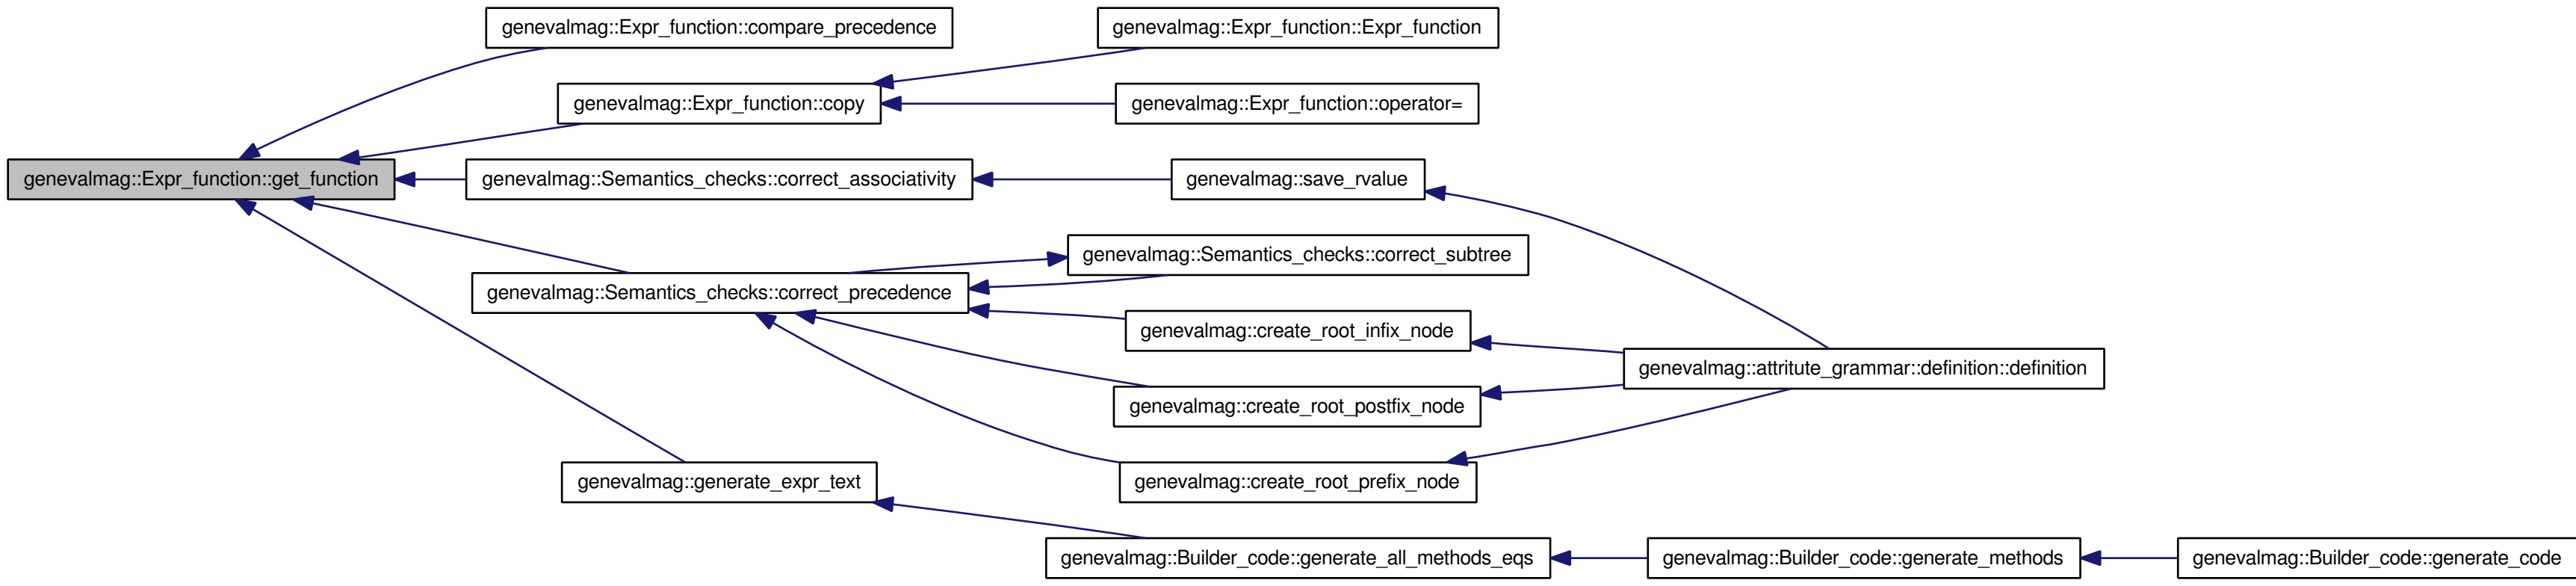 genevalmag::Expr_function::compare_precedence
genevalmag::Expr_function::Expr_function
genevalmag::Expr_function::copy
genevalmag::Expr_function::operator=
genevalmag::Expr_function::get_function
genevalmag::Semantics_checks::correct_associativity
genevalmag::save_rvalue
genevalmag::Semantics_checks::correct_subtree
genevalmag::Semantics_checks::correct_precedence
genevalmag::create_root_infix_node
genevalmag::attritute_grammar::definition::definition
genevalmag::create_root_postfix_node
genevalmag::generate_expr_text
genevalmag::create_root_prefix_node
genevalmag::Builder_code::generate_all_methods_eqs
genevalmag::Builder_code::generate_methods
genevalmag::Builder_code::generate_code